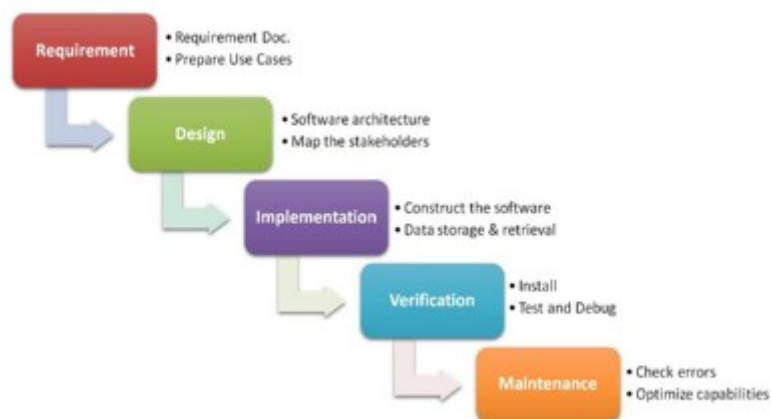 Requirement
• Requirement Doc.
• Prepare Use Cases
Design
• Software architecture
• Map the stakeholders
Implementation
• Construct the software
• Data storage & retrieval
Verification
• Install
• Test and Debug
Maintenance
• Check errors
• Optimize capabilities